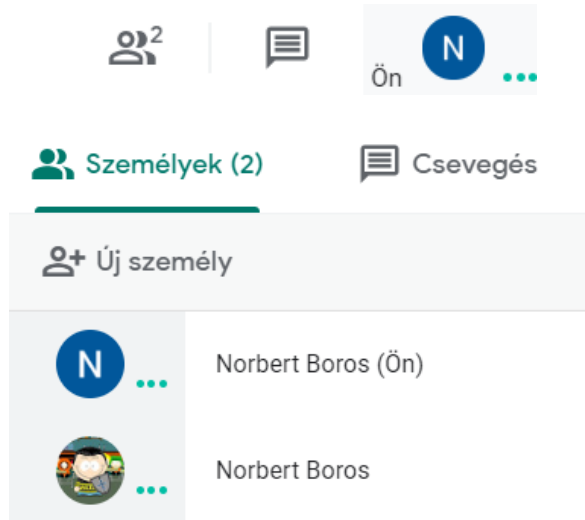 2
Ön N
Személyek (2) Csevegés
Új személy
N Norbert Boros (Ön)
Norbert Boros